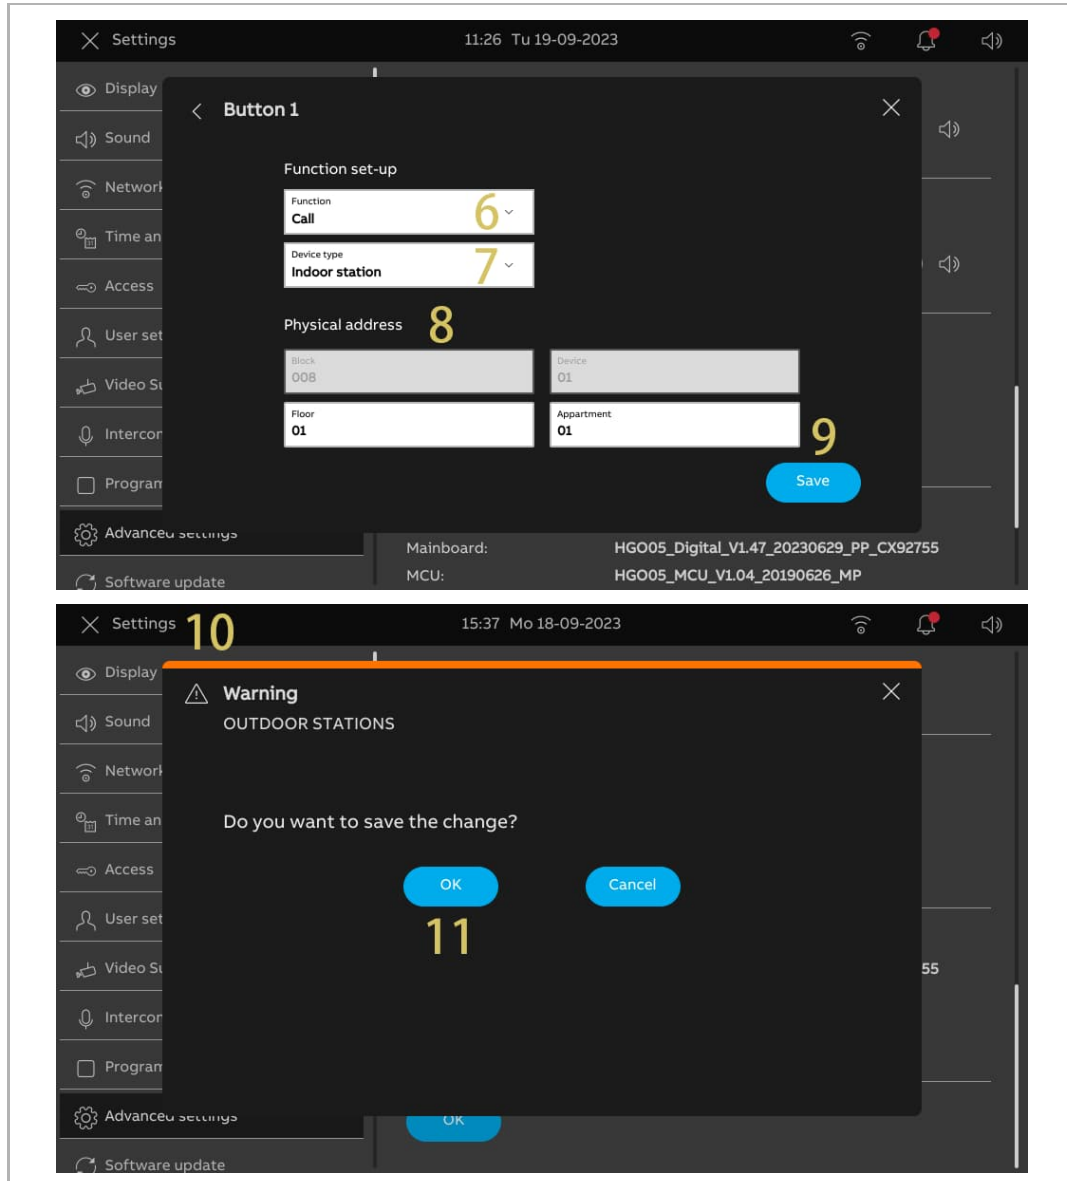 Settings 11:26 Tu 19-09-2023
Display
Button 1
Sound
Function set-up
Network
Function
Call 6
Time an
Device type
Indoor station 7
Access
Physical address 8
User set
Block
008
Device
01
Video Su
Floor
01
Appartment
01
9
Intercor
Save
Program
Advanced settings
Mainboard: HGO05_Digital_V1.47_20230629_PP_CX92755
MCU: HGO05_MCU_V1.04_20190626_MP
Software update
Settings 10 15:37 Mo 18-09-2023
Display
Warning
OUTDOOR STATIONS
Sound
Network
Time an
Do you want to save the change?
Access
OK Cancel
11
User set
Video Su
55
Intercor
Program
Advanced settings
OK
Software update